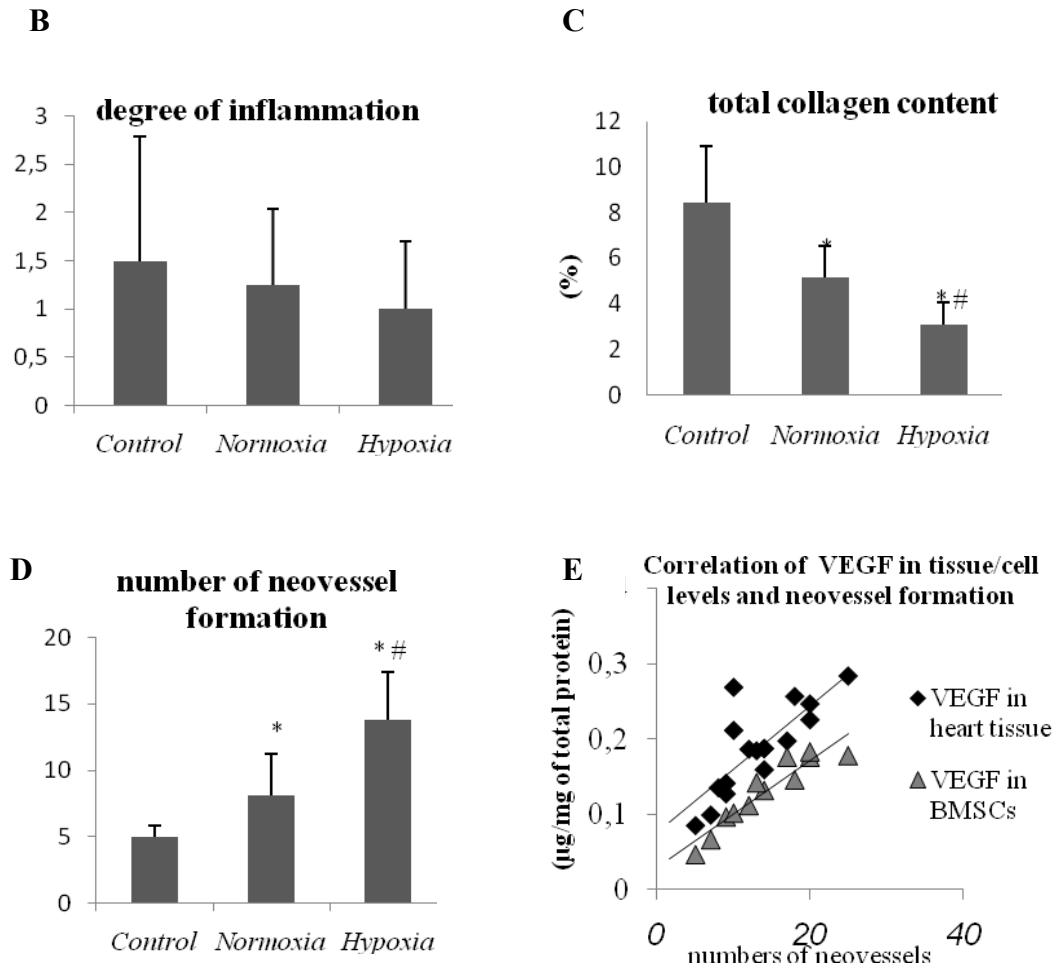 B
degree of inflammation
3
2,5
2
1,5
1
0,5
0
Control Normoxia Hypoxia
C
total collagen content
12
10
8
6
4
2
0
(%)
*
* #
Control Normoxia Hypoxia
D
number of neovessel
formation
20
15
10
5
0
*
* #
Control Normoxia Hypoxia
E
Correlation of VEGF in tissue/cell
levels and neovessel formation
(µg/mg of total protein)
0,3
0,2
0,1
0
0 20 40
numbers of neovessels
VEGF in
heart tissue
VEGF in
BMSCs